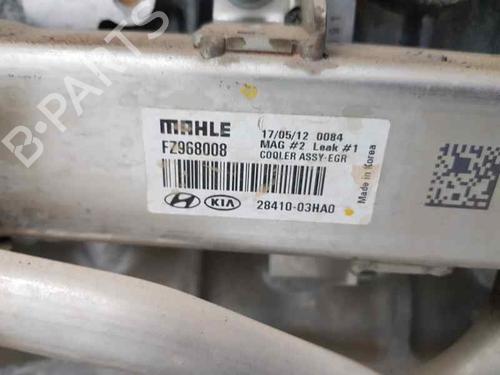 B-PARTS
MAHLE
17/05/12 0084
FZ968008
MAG #2 Leak #1
COOLER ASSY-EGR
KIA
28410-03HA0
Made in Korea